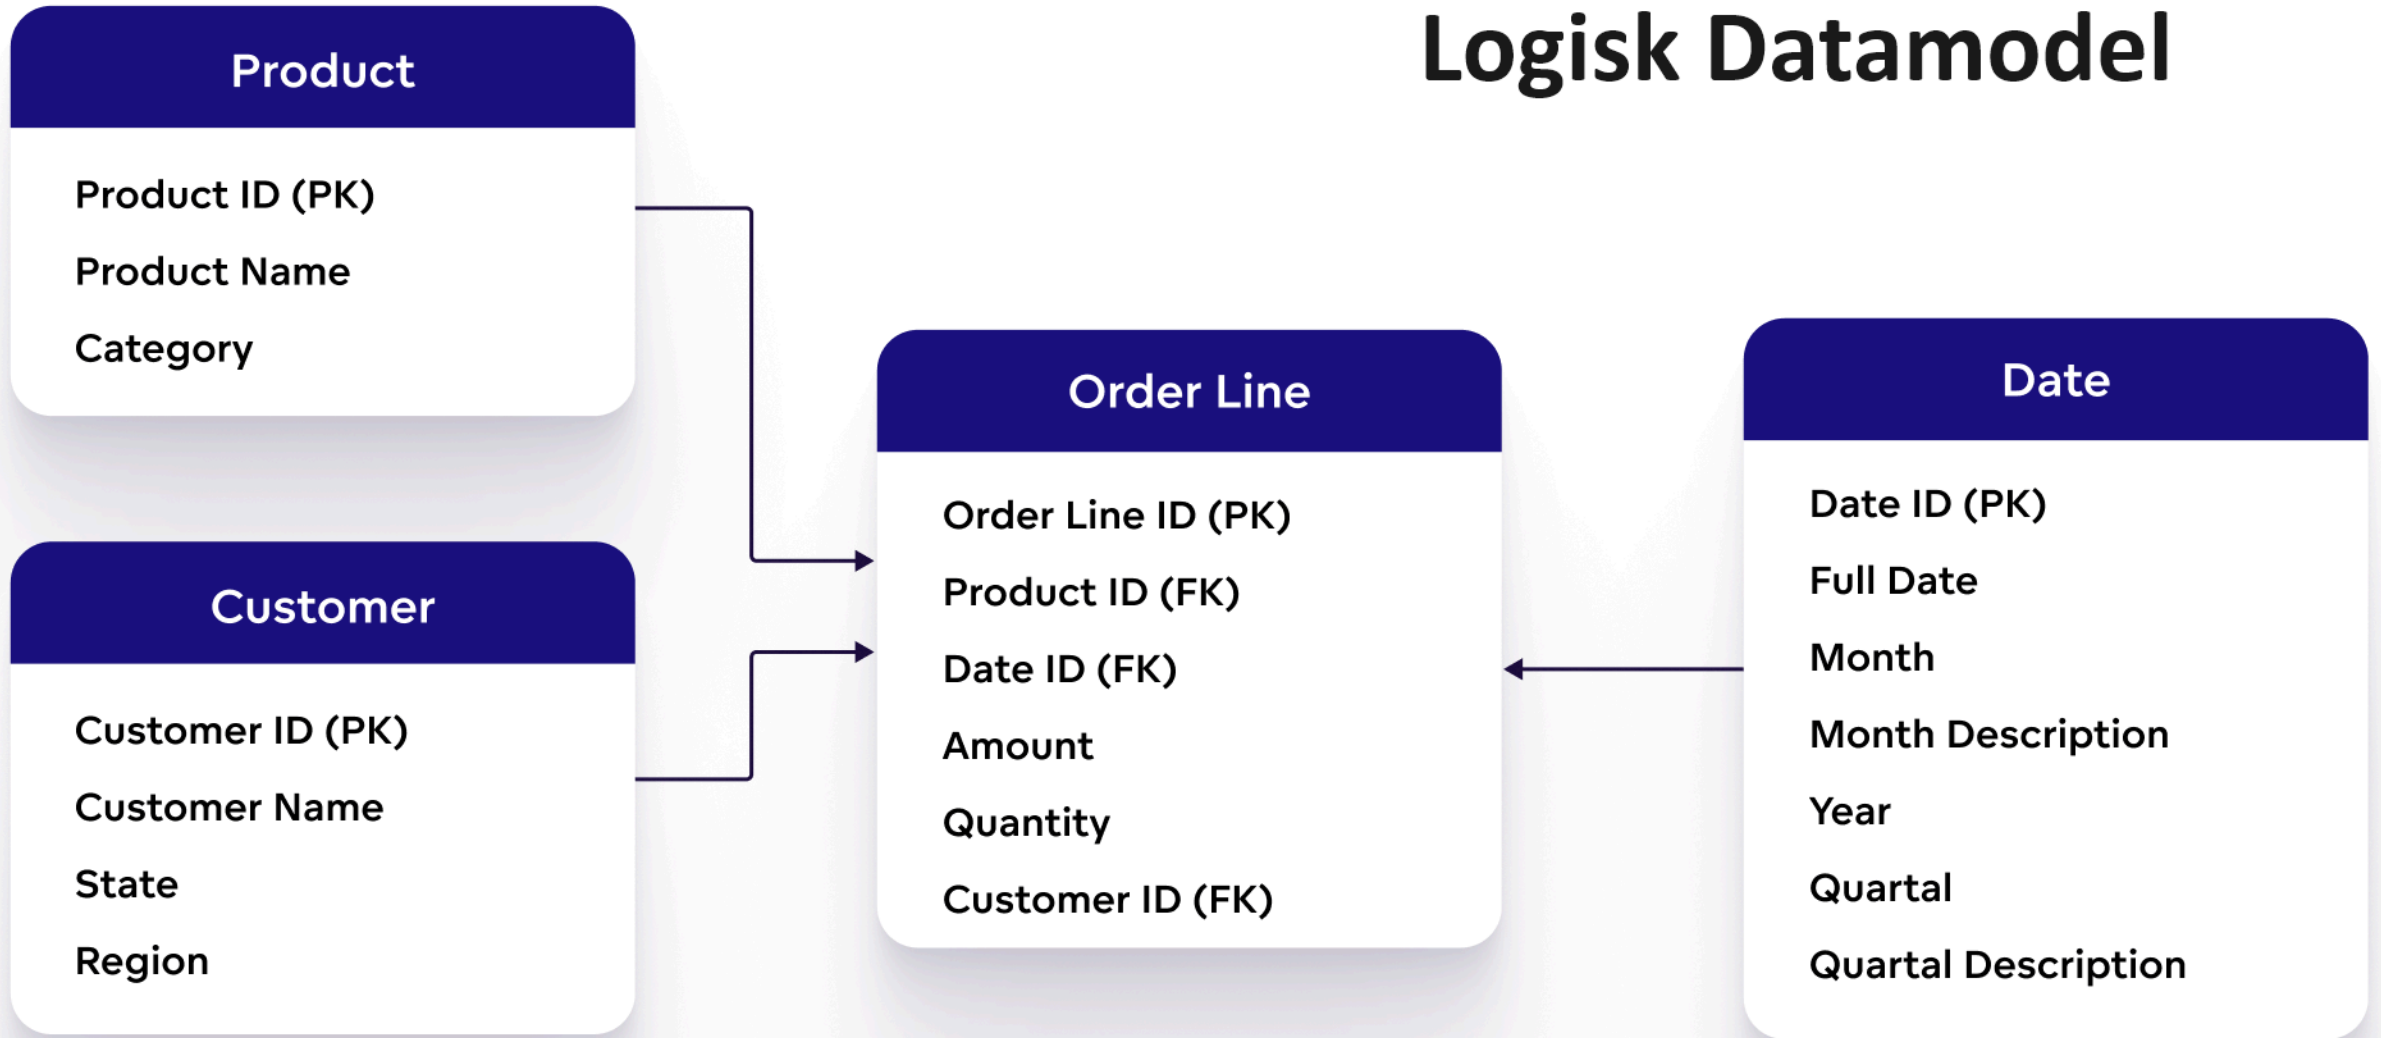 Logisk Datamodel
Product
Product ID (PK)
Product Name
Category
Customer
Customer ID (PK)
Customer Name
State
Region
Order Line
Order Line ID (PK)
Product ID (FK)
Date ID (FK)
Amount
Quantity
Customer ID (FK)
Date
Date ID (PK)
Full Date
Month
Month Description
Year
Quartal
Quartal Description